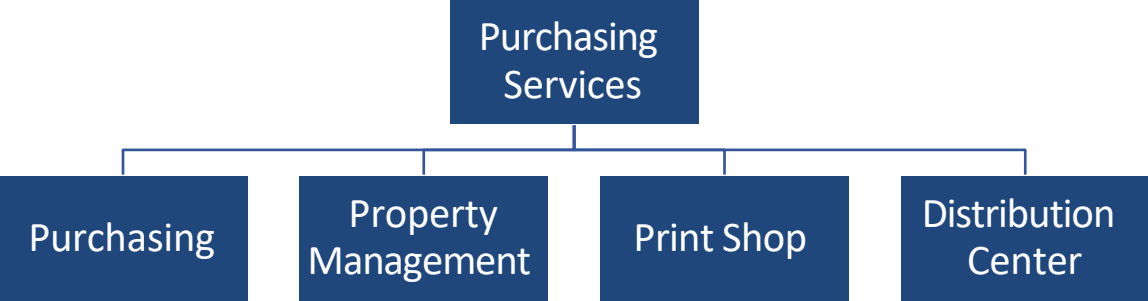 Purchasing
Services
Purchasing
Property
Management
Print Shop
Distribution
Center